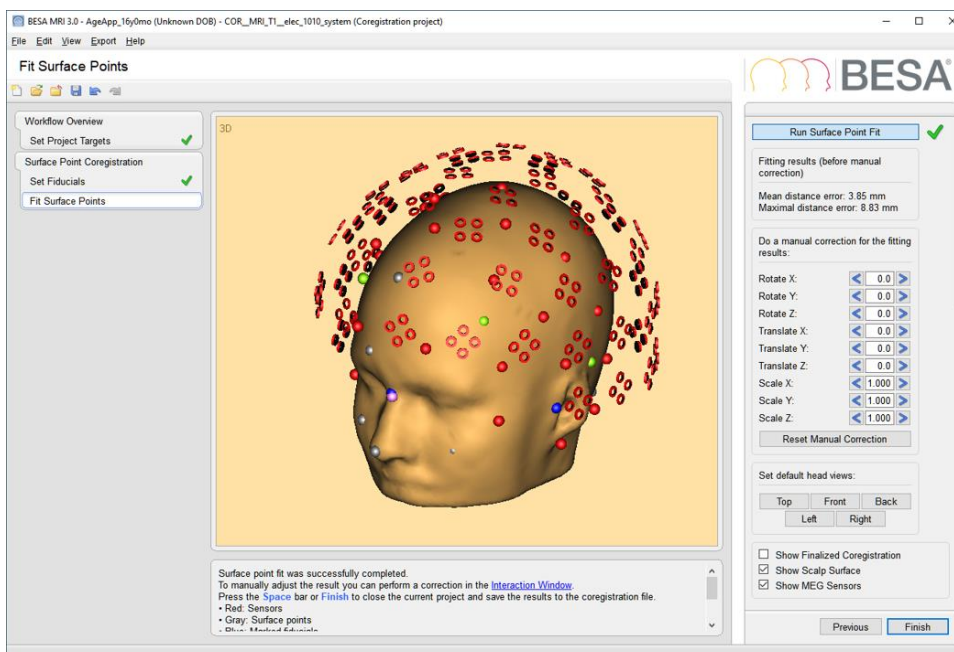 BESA MRI 3.0 - AgeApp_16y0mo (Unknown DOB) - COR__MRI_T1__elec_1010_system (Coregistration project)
File Edit View Export Help
Fit Surface Points
BESA®
Workflow Overview
Set Project Targets
Surface Point Coregistration
Set Fiducials
Fit Surface Points
3D
Surface point fit was successfully completed.
To manually adjust the result you can perform a correction in the Interaction Window.
Press the Space bar or Finish to close the current project and save the results to the coregistration file.
• Red: Sensors
• Gray: Surface points
• Blue: Marked fiducials
Run Surface Point Fit
Fitting results (before manual
correction)
Mean distance error: 3.85 mm
Maximal distance error: 8.83 mm
Do a manual correction for the fitting
results:
Rotate X: 0.0
Rotate Y: 0.0
Rotate Z: 0.0
Translate X: 0.0
Translate Y: 0.0
Translate Z: 0.0
Scale X: 1.000
Scale Y: 1.000
Scale Z: 1.000
Reset Manual Correction
Set default head views:
Top Front Back
Left Right
Show Finalized Coregistration
Show Scalp Surface
Show MEG Sensors
Previous Finish